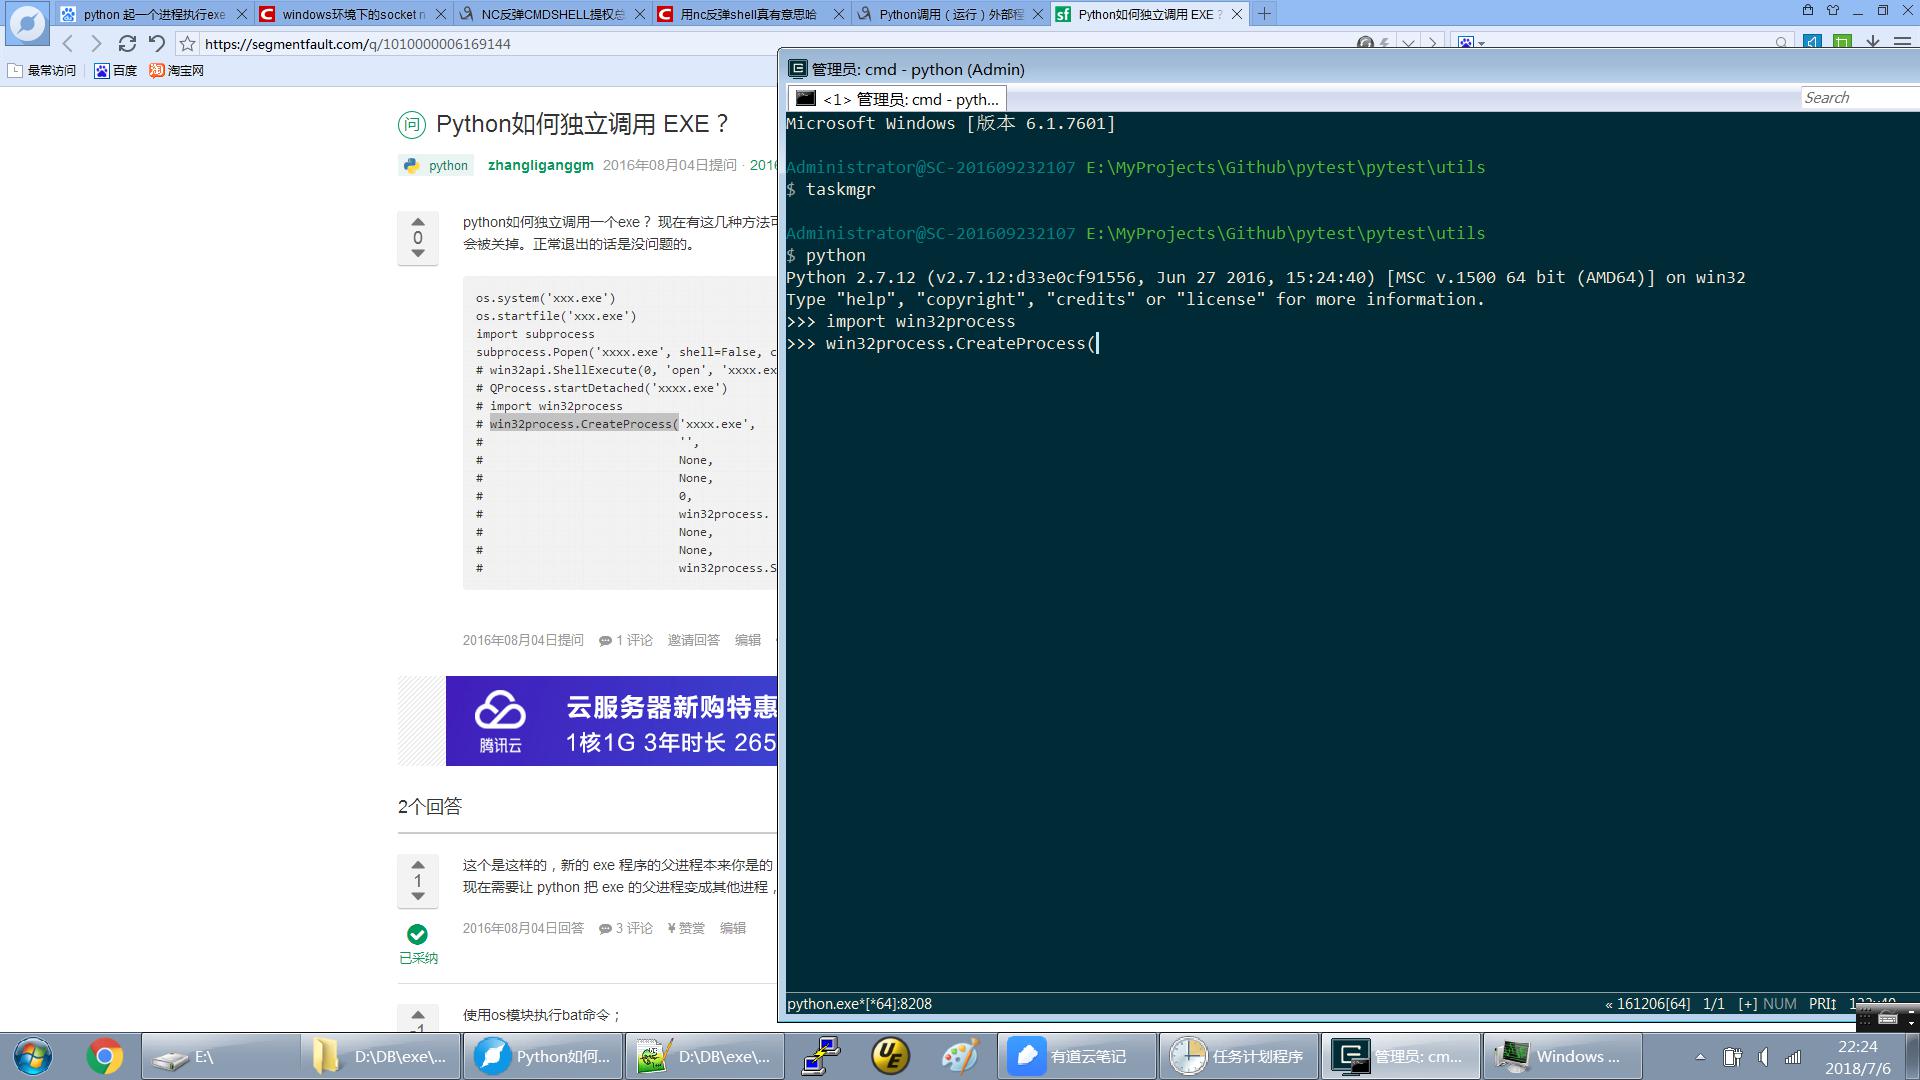 python 起一个进程执行exe
windows环境下的socket n
NC反弹CMDSHELL提权总
用nc反弹shell真有意思哈
Python调用（运行）外部程
Python如何独立调用 EXE？
https://segmentfault.com/q/1010000006169144
最常访问
百度
淘宝网
问 Python如何独立调用 EXE？
python zhangliganggm 2016年08月04日提问 · 2016
0
python如何独立调用一个exe？ 现在有这几种方法可
会被关掉。正常退出的话是没问题的。
os.system('xxx.exe')
os.startfile('xxx.exe')
import subprocess
subprocess.Popen('xxxx.exe', shell=False, c
# win32api.ShellExecute(0, 'open', 'xxxx.ex
# QProcess.startDetached('xxxx.exe')
# import win32process
# win32process.CreateProcess('xxxx.exe',
# '',
# None,
# None,
# 0,
# win32process.
# None,
# None,
# win32process.S
2016年08月04日提问 1 评论 邀请回答 编辑
腾讯云
云服务器新购特惠
1核1G 3年时长 265
2个回答
1
已采纳
这个是这样的，新的 exe 程序的父进程本来你是的
现在需要让 python 把 exe 的父进程变成其他进程，
2016年08月04日回答 3 评论 ¥ 赞赏 编辑
-1
使用os模块执行bat命令；
管理员: cmd - python (Admin)
<1> 管理员: cmd - pyth...
Search
Microsoft Windows [版本 6.1.7601]
Administrator@SC-201609232107 E:\MyProjects\Github\pytest\pytest\utils
$ taskmgr
Administrator@SC-201609232107 E:\MyProjects\Github\pytest\pytest\utils
$ python
Python 2.7.12 (v2.7.12:d33e0cf91556, Jun 27 2016, 15:24:40) [MSC v.1500 64 bit (AMD64)] on win32
Type "help", "copyright", "credits" or "license" for more information.
>>> import win32process
>>> win32process.CreateProcess(
python.exe*[*64]:8208
« 161206[64] 1/1 [+] NUM PRI↕
E:\
D:\DB\exe\...
Python如何...
D:\DB\exe\...
有道云笔记
任务计划程序
管理员: cm...
Windows ...
22:24
2018/7/6